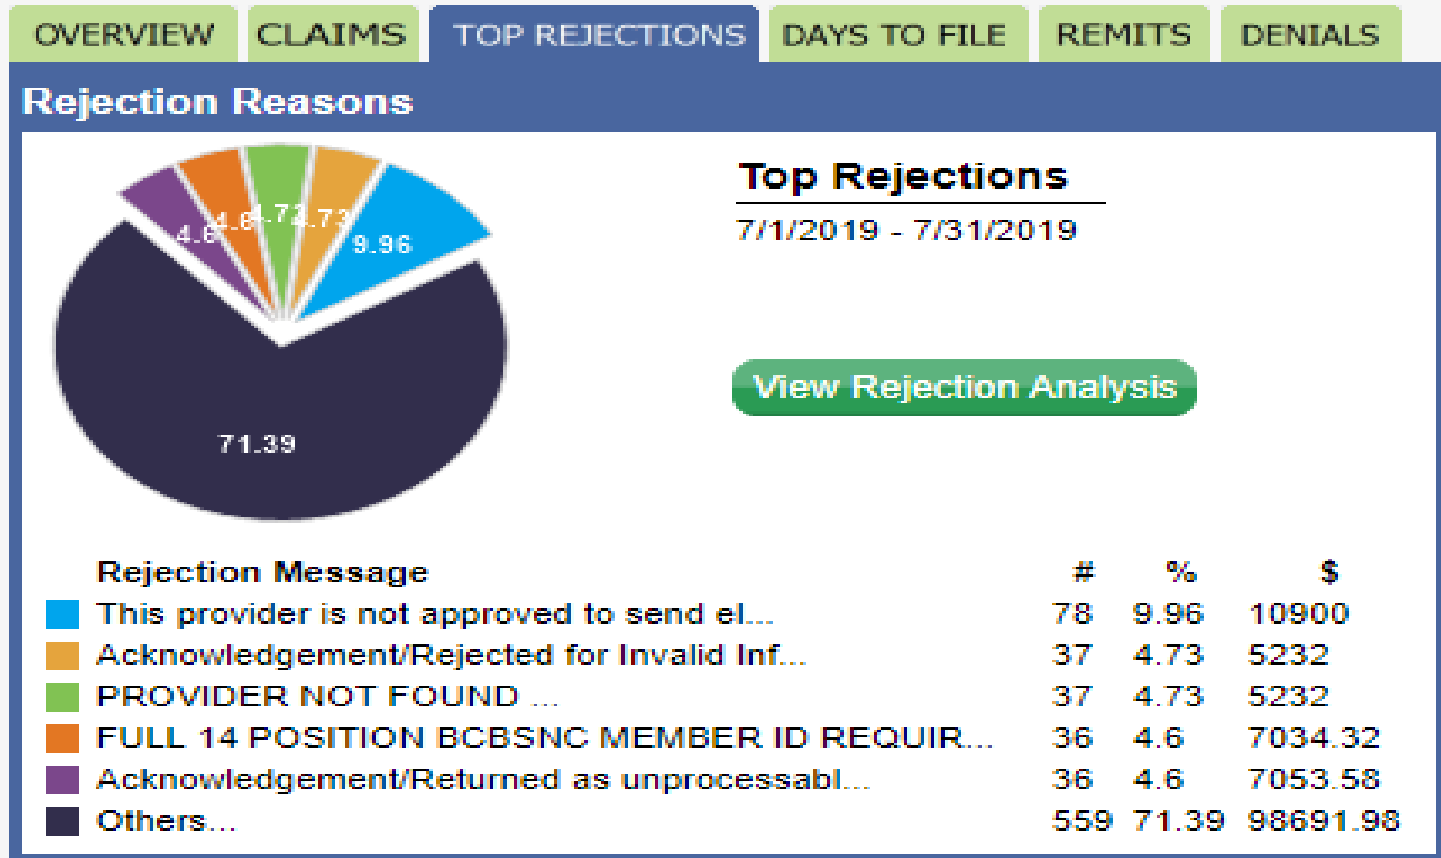 OVERVIEW CLAIMS TOP REJECTIONS DAYS TO FILE REMITS DENIALS
Rejection Reasons
Top Rejections
7/1/2019 - 7/31/2019
4.73
9.96
71.39
View Rejection Analysis
Rejection Message # % $
This provider is not approved to send el... 78 9.96 10900
Acknowledgement/Rejected for Invalid Inf... 37 4.73 5232
PROVIDER NOT FOUND ... 37 4.73 5232
FULL 14 POSITION BCBSNC MEMBER ID REQUIR... 36 4.6 7034.32
Acknowledgement/Returned as unprocessabl... 36 4.6 7053.58
Others... 559 71.39 98691.98